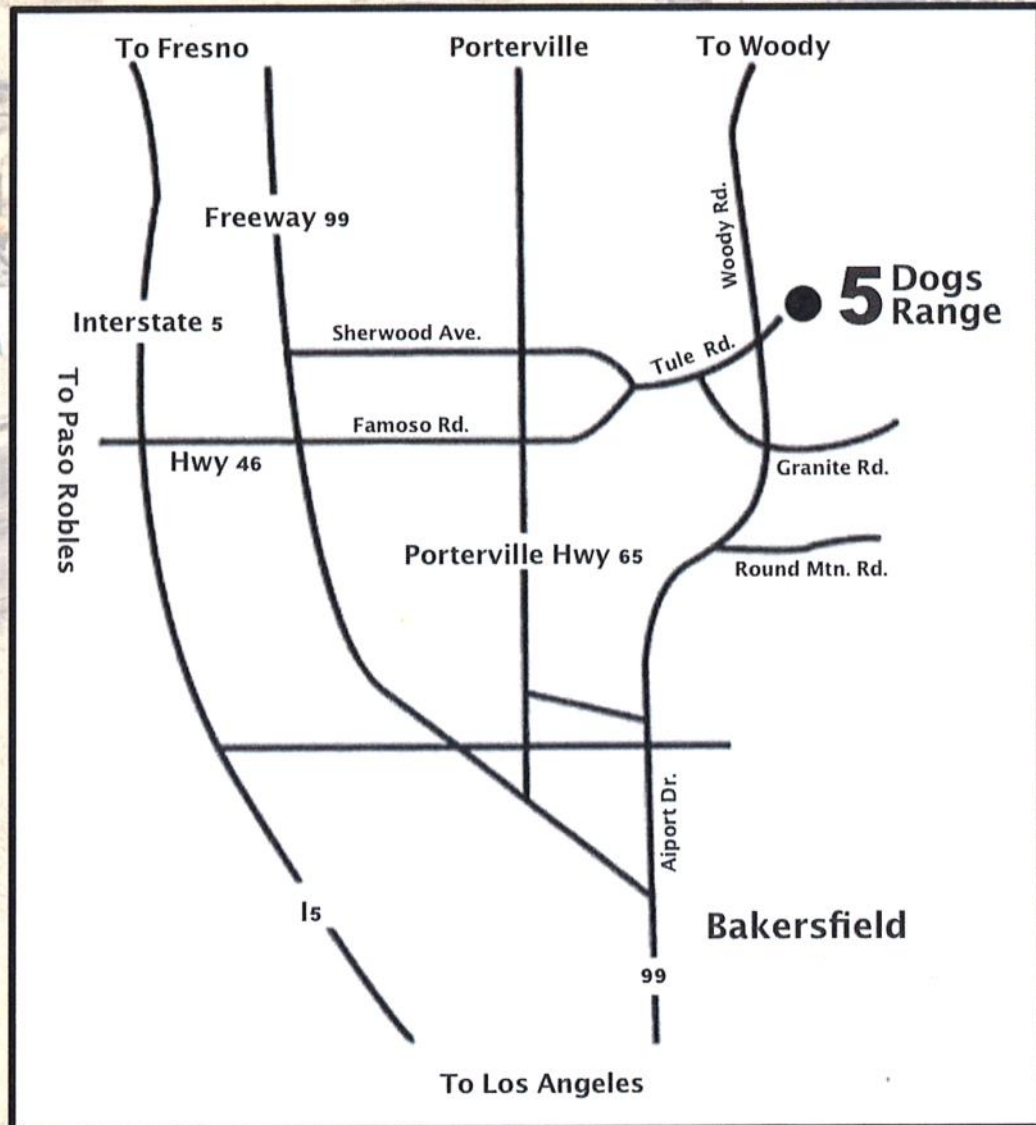 To Fresno
Porterville
To Woody
Freeway 99
Woody Rd.
5 Dogs
Range
Interstate 5
Sherwood Ave.
Tule Rd.
To Paso Robles
Famoso Rd.
Hwy 46
Granite Rd.
Porterville Hwy 65
Round Mtn. Rd.
Aiport Dr.
I5
Bakersfield
99
To Los Angeles